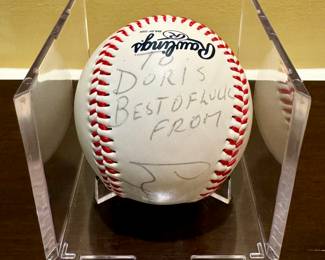 Rawlings
TO
DORIS
BEST OF LUCK
FROM